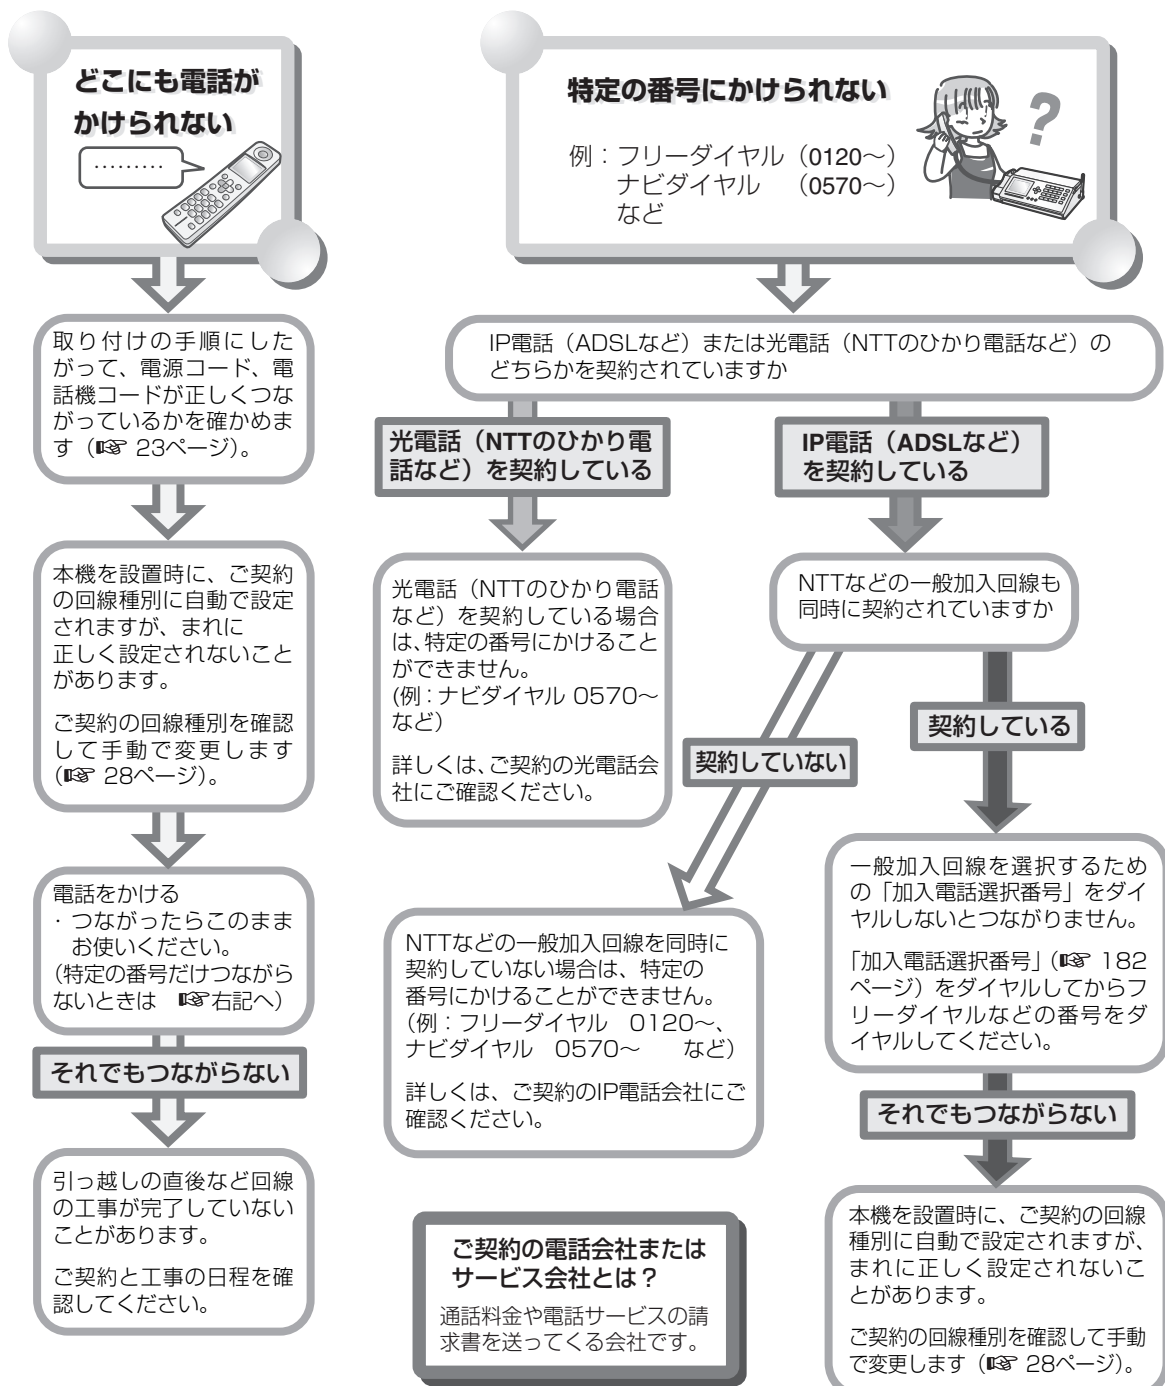 どこにも電話が
かけられない
………
取り付けの手順にした
がって、電源コード、電
話機コードが正しくつな
がっているかを確かめま
す（☞ 23ページ）。
本機を設置時に、ご契約
の回線種別に自動で設定
されますが、まれに
正しく設定されないこと
があります。
ご契約の回線種別を確認
して手動で変更します
（☞ 28ページ）。
電話をかける
・つながったらこのまま
お使いください。
（特定の番号だけつながら
ないときは ☞右記へ）
それでもつながらない
引っ越しの直後など回線
の工事が完了していない
ことがあります。
ご契約と工事の日程を確
認してください。
特定の番号にかけられない
例：フリーダイヤル（0120～）
ナビダイヤル （0570～）
など
?
IP電話（ADSLなど）または光電話（NTTのひかり電話など）の
どちらかを契約されていますか
光電話（NTTのひかり電
話など）を契約している
光電話（NTTのひかり電話
など）を契約している場合
は、特定の番号にかけること
ができません。
(例：ナビダイヤル 0570～
など）
詳しくは、ご契約の光電話会
社にご確認ください。
IP電話（ADSLなど）
を契約している
NTTなどの一般加入回線も
同時に契約されていますか
契約していない
NTTなどの一般加入回線を同時に
契約していない場合は、特定の
番号にかけることができません。
（例：フリーダイヤル 0120～、
ナビダイヤル 0570～ など）
詳しくは、ご契約のIP電話会社にご
確認ください。
契約している
一般加入回線を選択するため
の「加入電話選択番号」をダイ
ヤルしないとつながりません。
「加入電話選択番号」（☞ 182
ページ）をダイヤルしてからフ
リーダイヤルなどの番号をダ
イヤルしてください。
それでもつながらない
本機を設置時に、ご契約の回線
種別に自動で設定されますが、
まれに正しく設定されないこ
とがあります。
ご契約の回線種別を確認して手動
で変更します（☞ 28ページ）。
ご契約の電話会社または
サービス会社とは？
通話料金や電話サービスの請
求書を送ってくる会社です。